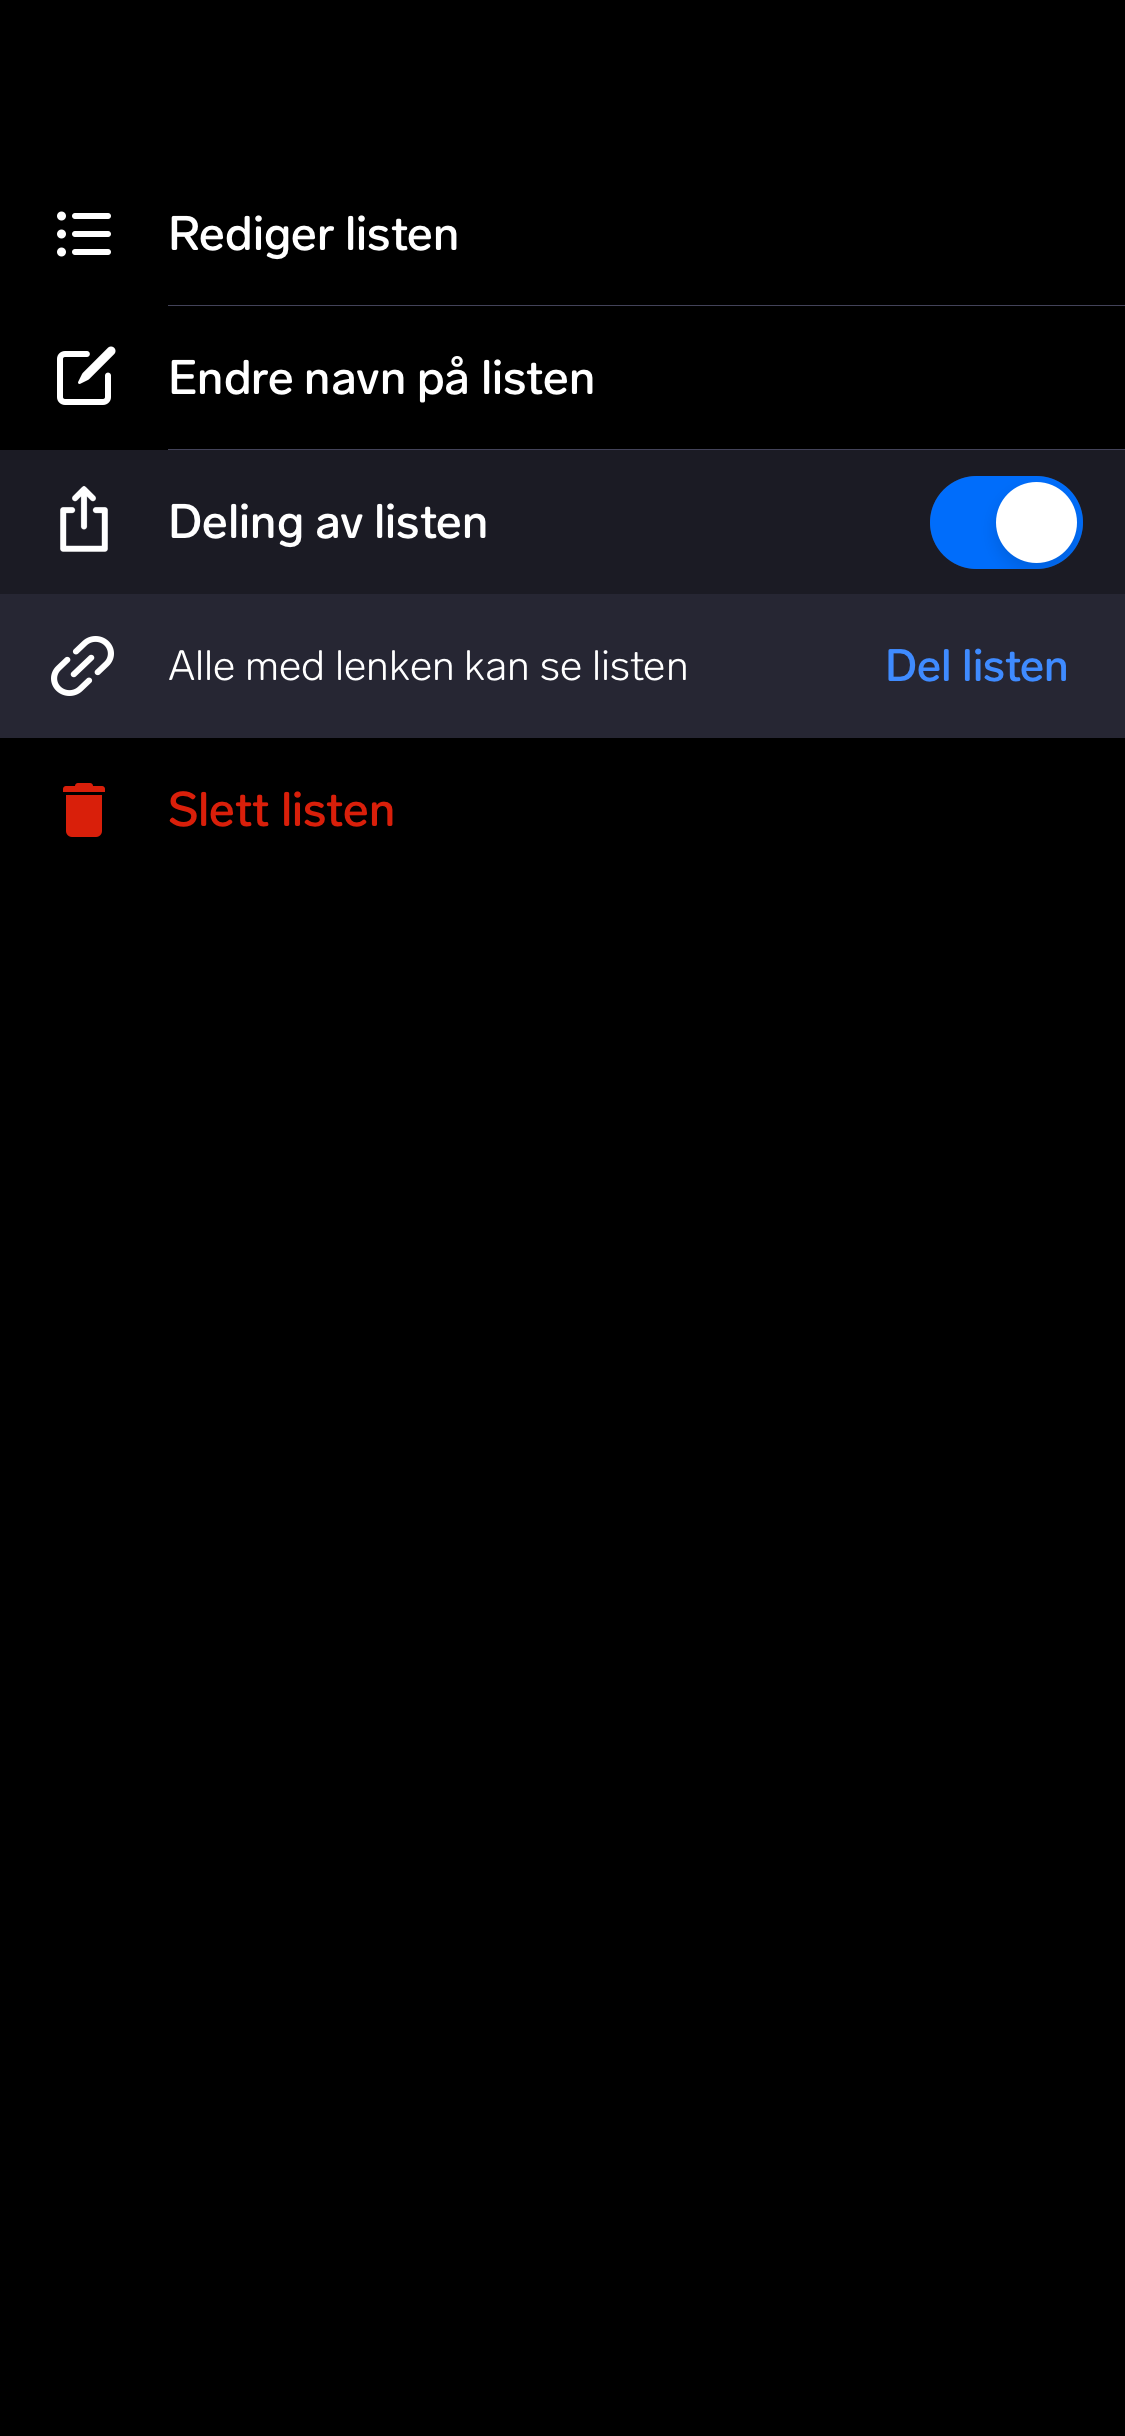 Rediger listen
Endre navn på listen
Deling av listen
Alle med lenken kan se listen Del listen
Slett listen